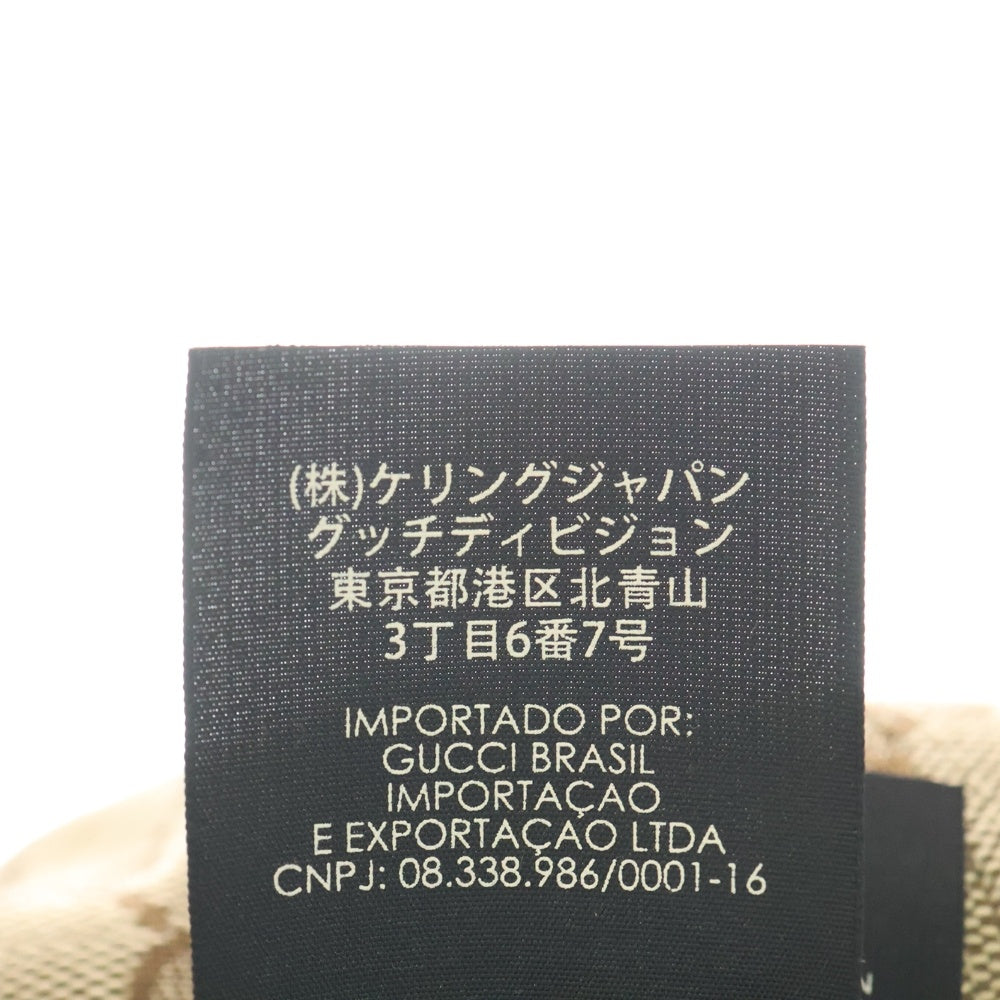 (株)ケリングジャパン
グッチディビジョン
東京都港区北青山
3丁目6番7号
IMPORTADO POR:
GUCCI BRASIL
IMPORTAÇAO
E EXPORTAÇAO LTDA
CNPJ: 08.338.986/0001-16